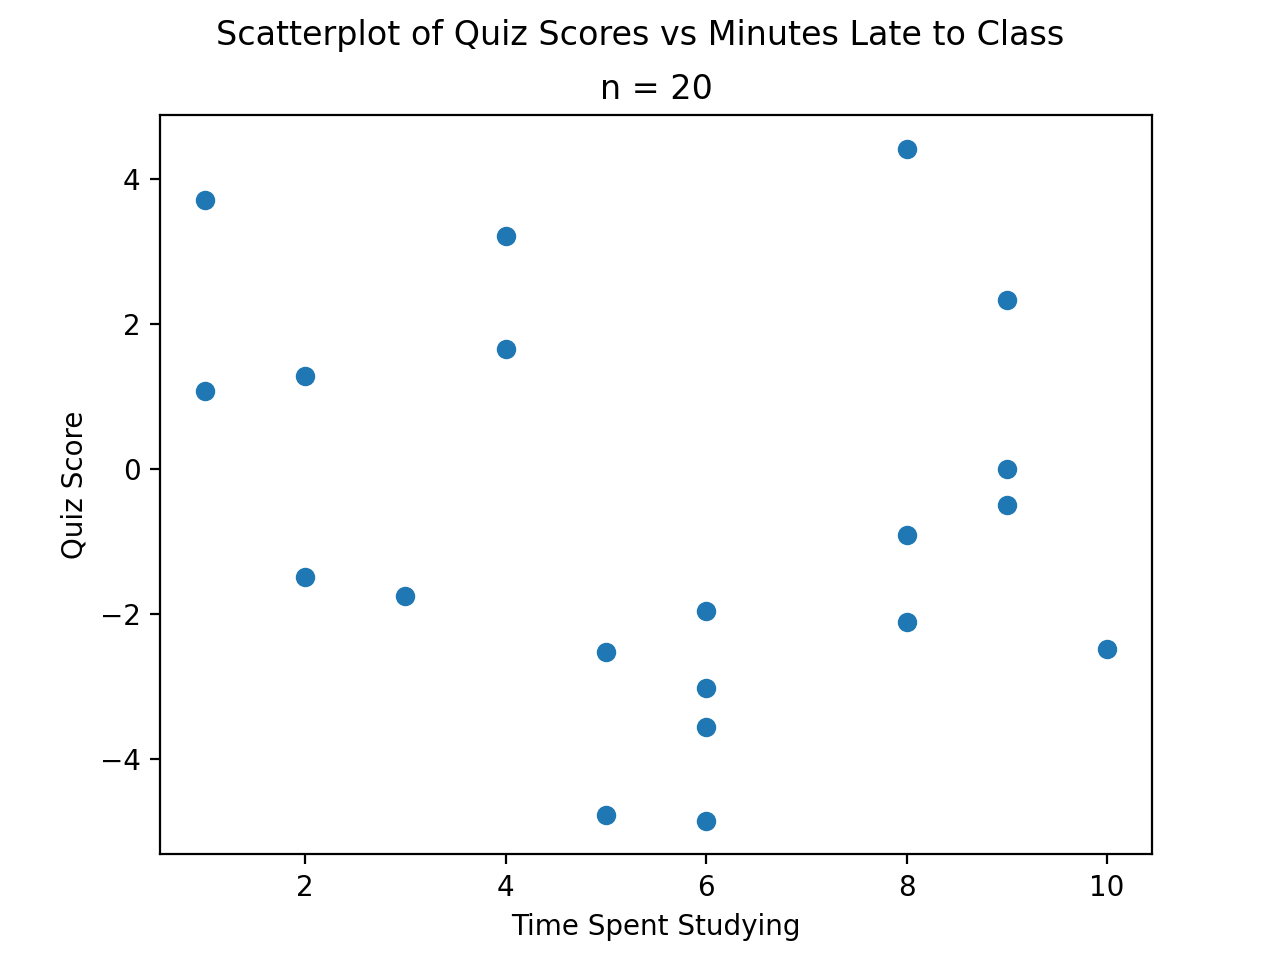 Scatterplot of Quiz Scores vs Minutes Late to Class
n = 20
4
2
0
−2
−4
Quiz Score
2 4 6 8 10
Time Spent Studying